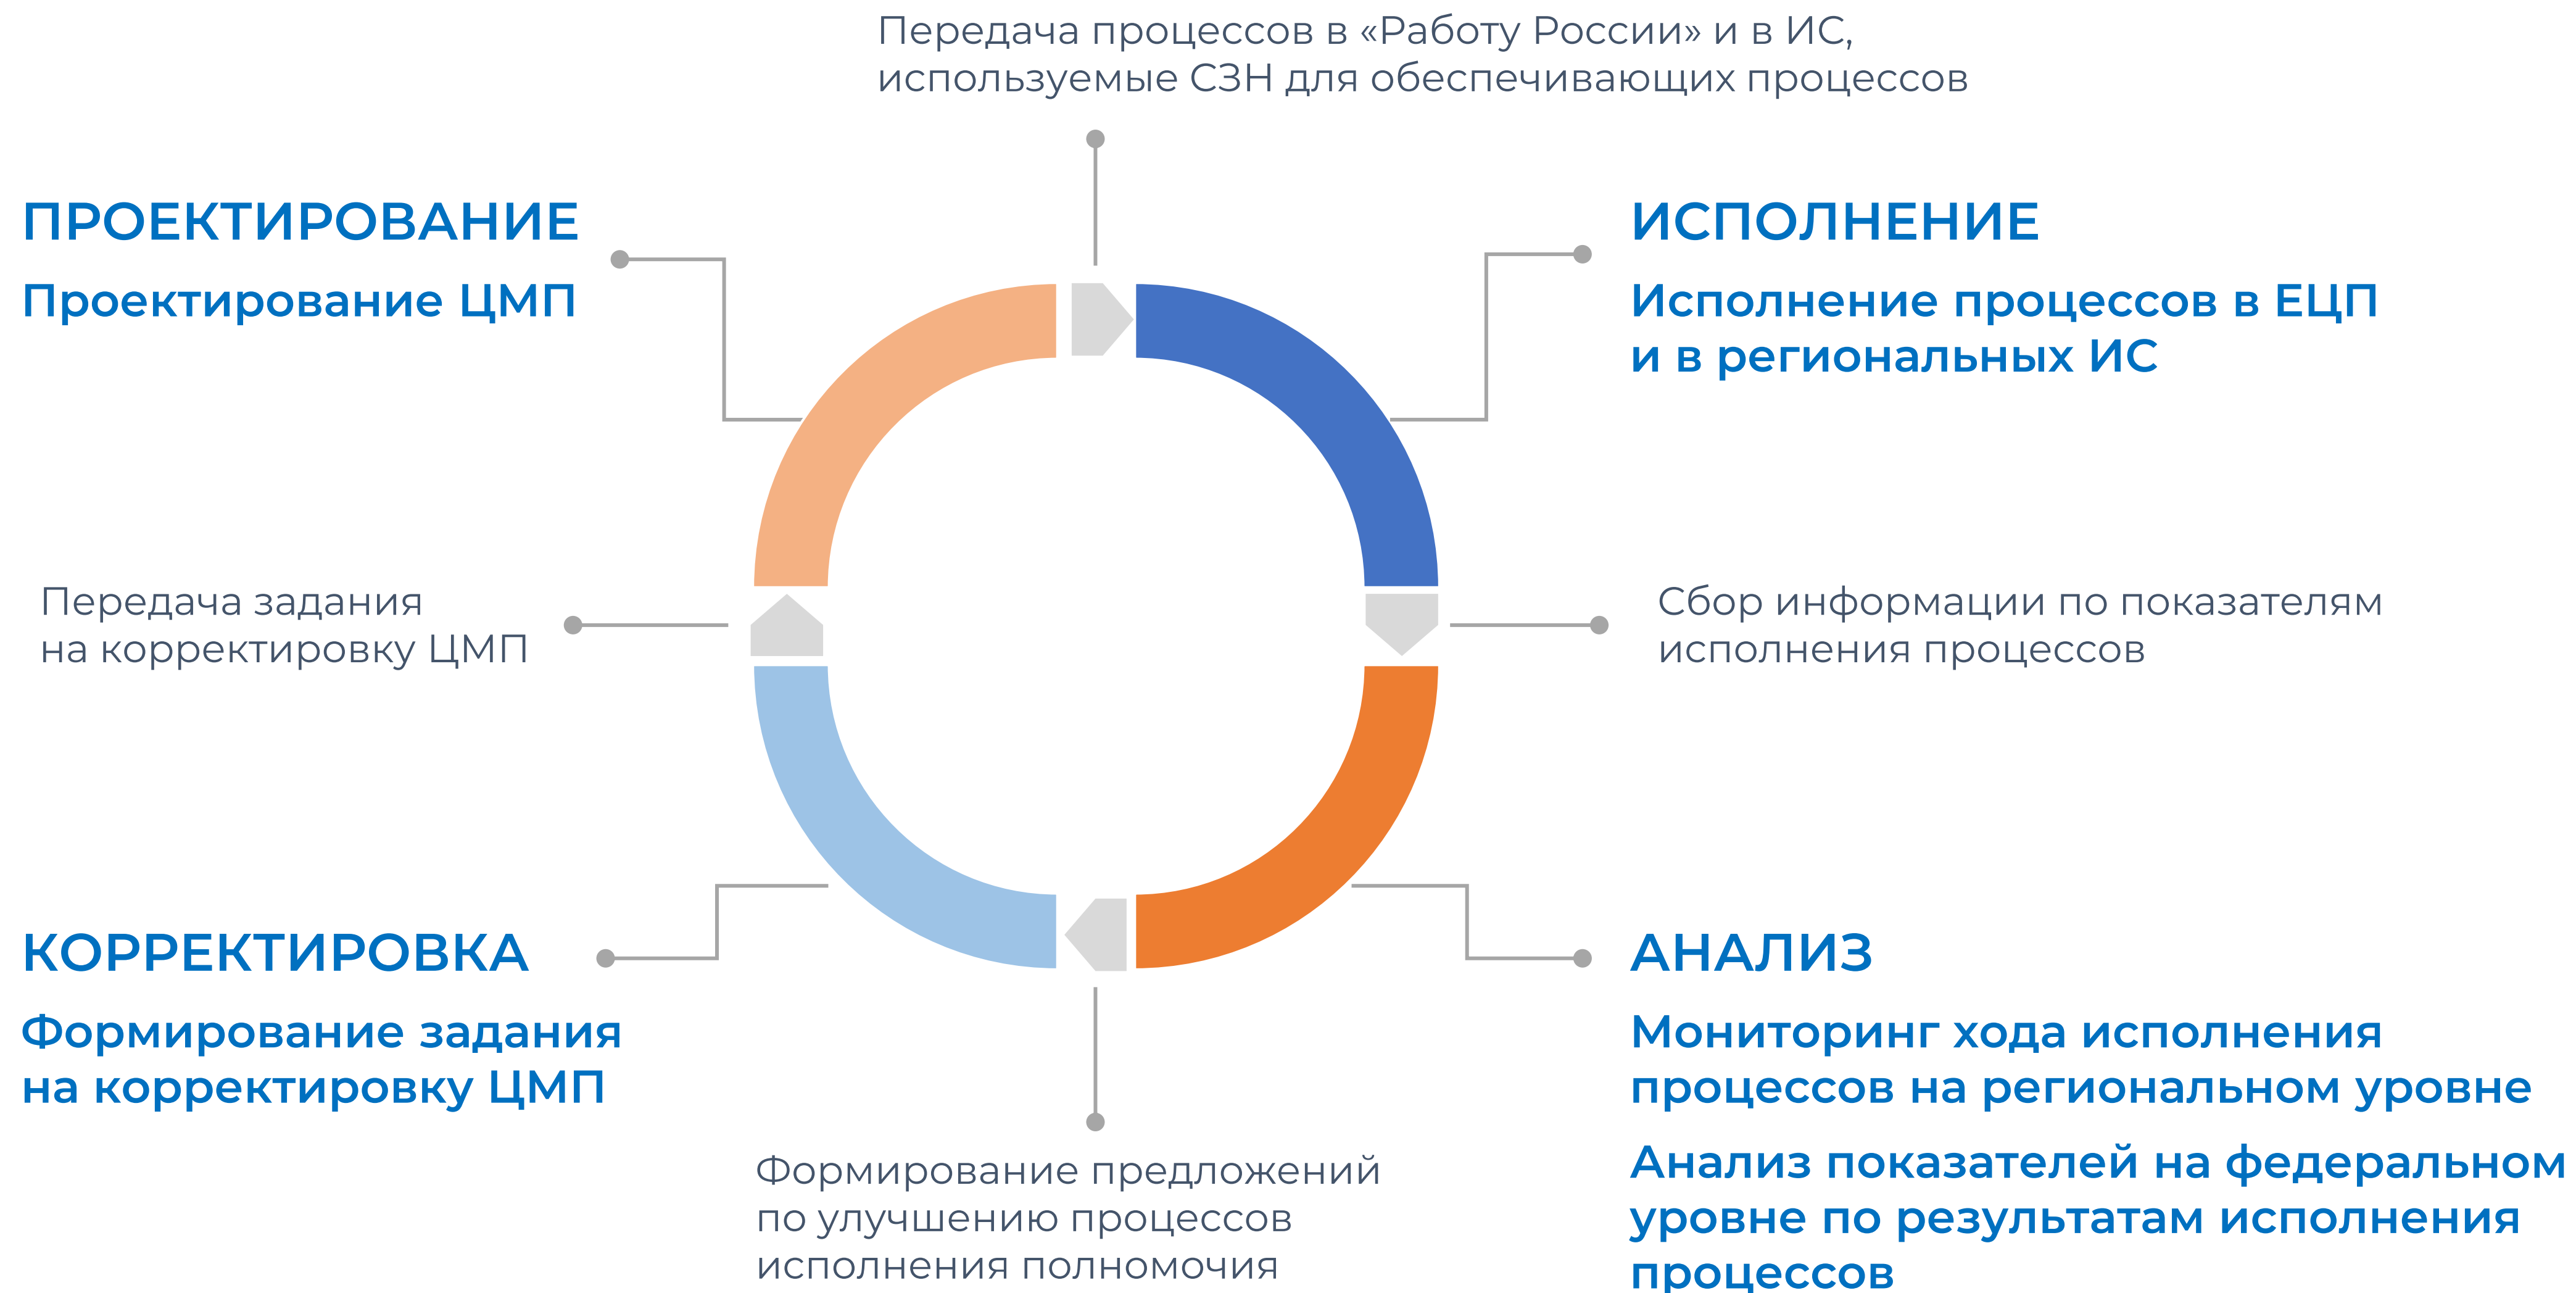 Передача процессов в «Работу России» и в ИС,
используемые СЗН для обеспечивающих процессов
ПРОЕКТИРОВАНИЕ
Проектирование ЦМП
ИСПОЛНЕНИЕ
Исполнение процессов в ЕЦП
и в региональных ИС
Передача задания
на корректировку ЦМП
Сбор информации по показателям
исполнения процессов
КОРРЕКТИРОВКА
Формирование задания
на корректировку ЦМП
АНАЛИЗ
Мониторинг хода исполнения
процессов на региональном уровне
Анализ показателей на федеральном
уровне по результатам исполнения
процессов
Формирование предложений
по улучшению процессов
исполнения полномочия